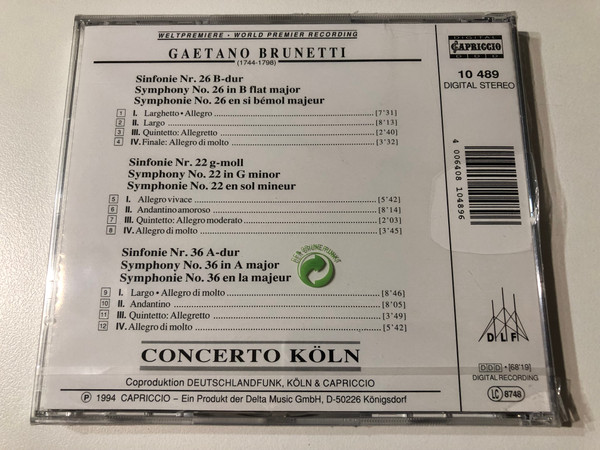 WELTPREMIERE • WORLD PREMIER RECORDING
GAETANO BRUNETTI
(1744-1798)
Sinfonie Nr. 26 B-dur
Symphony No. 26 in B flat major
Symphonie No. 26 en si bémol majeur
1 I. Larghetto • Allegro [7'31]
2 II. Largo [8'13]
3 III. Quintetto: Allegretto [2'40]
4 IV. Finale: Allegro di molto [3'32]
Sinfonie Nr. 22 g-moll
Symphony No. 22 in G minor
Symphonie No. 22 en sol mineur
5 I. Allegro vivace [5'42]
6 II. Andantino amoroso [8'14]
7 III. Quintetto: Allegro moderato [2'03]
8 IV. Allegro di molto [3'45]
Sinfonie Nr. 36 A-dur
Symphony No. 36 in A major
Symphonie No. 36 en la majeur
9 I. Largo • Allegro di molto [8'46]
10 II. Andantino [8'05]
11 III. Quintetto: Allegretto [3'49]
12 IV. Allegro di molto [5'42]
CONCERTO KÖLN
Coproduktion DEUTSCHLANDFUNK, KÖLN & CAPRICCIO
℗ 1994 CAPRICCIO – Ein Produkt der Delta Music GmbH, D-50226 Königsdorf
DIGITAL
CAPRICCIO
10 489
DIGITAL STEREO
4 006408 104896
DLF
DDD • [68'19]
DIGITAL RECORDING
LC 8748